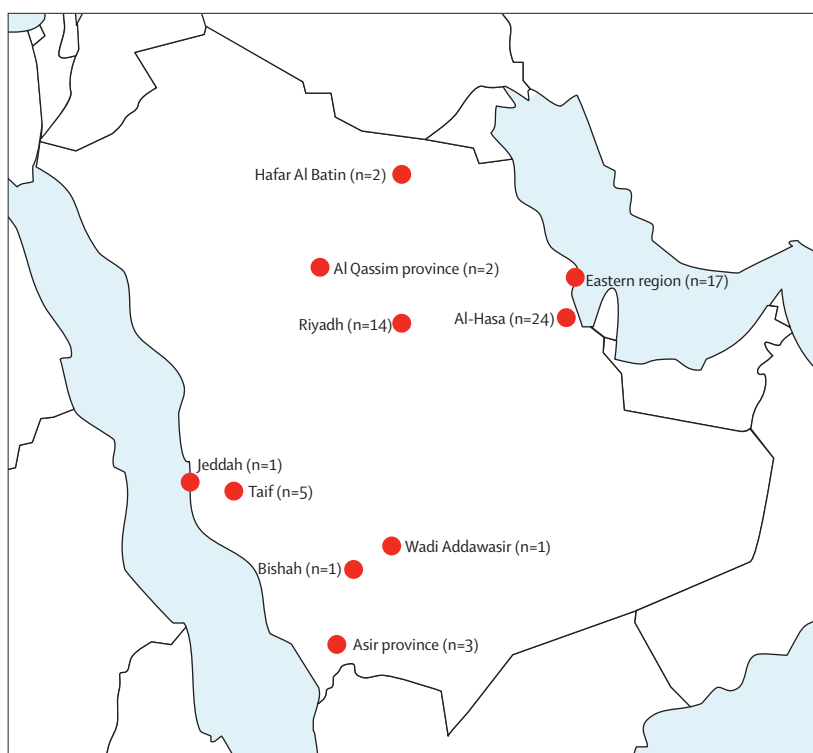 Hafar Al Batin (n=2)
Al Qassim province (n=2)
Eastern region (n=17)
Riyadh (n=14)
Al-Hasa (n=24)
Jeddah (n=1)
Taif (n=5)
Wadi Addawasir (n=1)
Bishah (n=1)
Asir province (n=3)